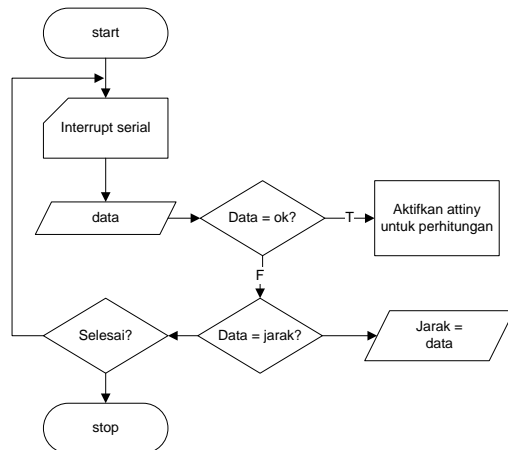 start
Interrupt serial
data
Data = ok?
T
Aktifkan attiny
untuk perhitungan
F
Selesai?
Data = jarak?
Jarak =
data
stop